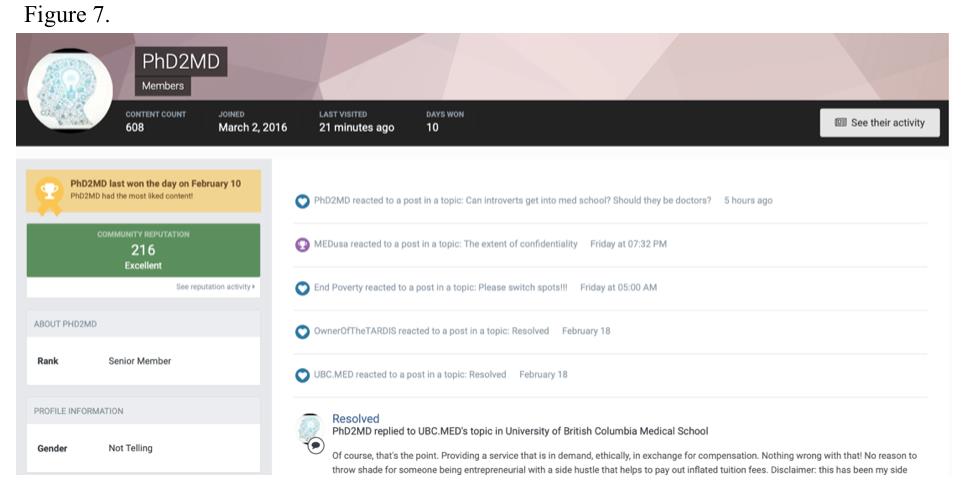 Figure 7.
PhD2MD
Members
CONTENT COUNT
608
JOINED
March 2, 2016
LAST VISITED
21 minutes ago
DAYS WON
10
See their activity
PhD2MD last won the day on February 10
PhD2MD had the most liked content!
COMMUNITY REPUTATION
216
Excellent
See reputation activity
ABOUT PHD2MD
Rank Senior Member
PROFILE INFORMATION
Gender Not Telling
PhD2MD reacted to a post in a topic: Can introverts get into med school? Should they be doctors? 5 hours ago
MEDusa reacted to a post in a topic: The extent of confidentiality Friday at 07:32 PM
End Poverty reacted to a post in a topic: Please switch spots!!! Friday at 05:00 AM
OwnerOfTheTARDIS reacted to a post in a topic: Resolved February 18
UBC.MED reacted to a post in a topic: Resolved February 18
Resolved
PhD2MD replied to UBC.MED's topic in University of British Columbia Medical School
Of course, that's the point. Providing a service that is in demand, ethically, in exchange for compensation. Nothing wrong with that! No reason to
throw shade for someone being entrepreneurial with a side hustle that helps to pay out inflated tuition fees. Disclaimer: this has been my side